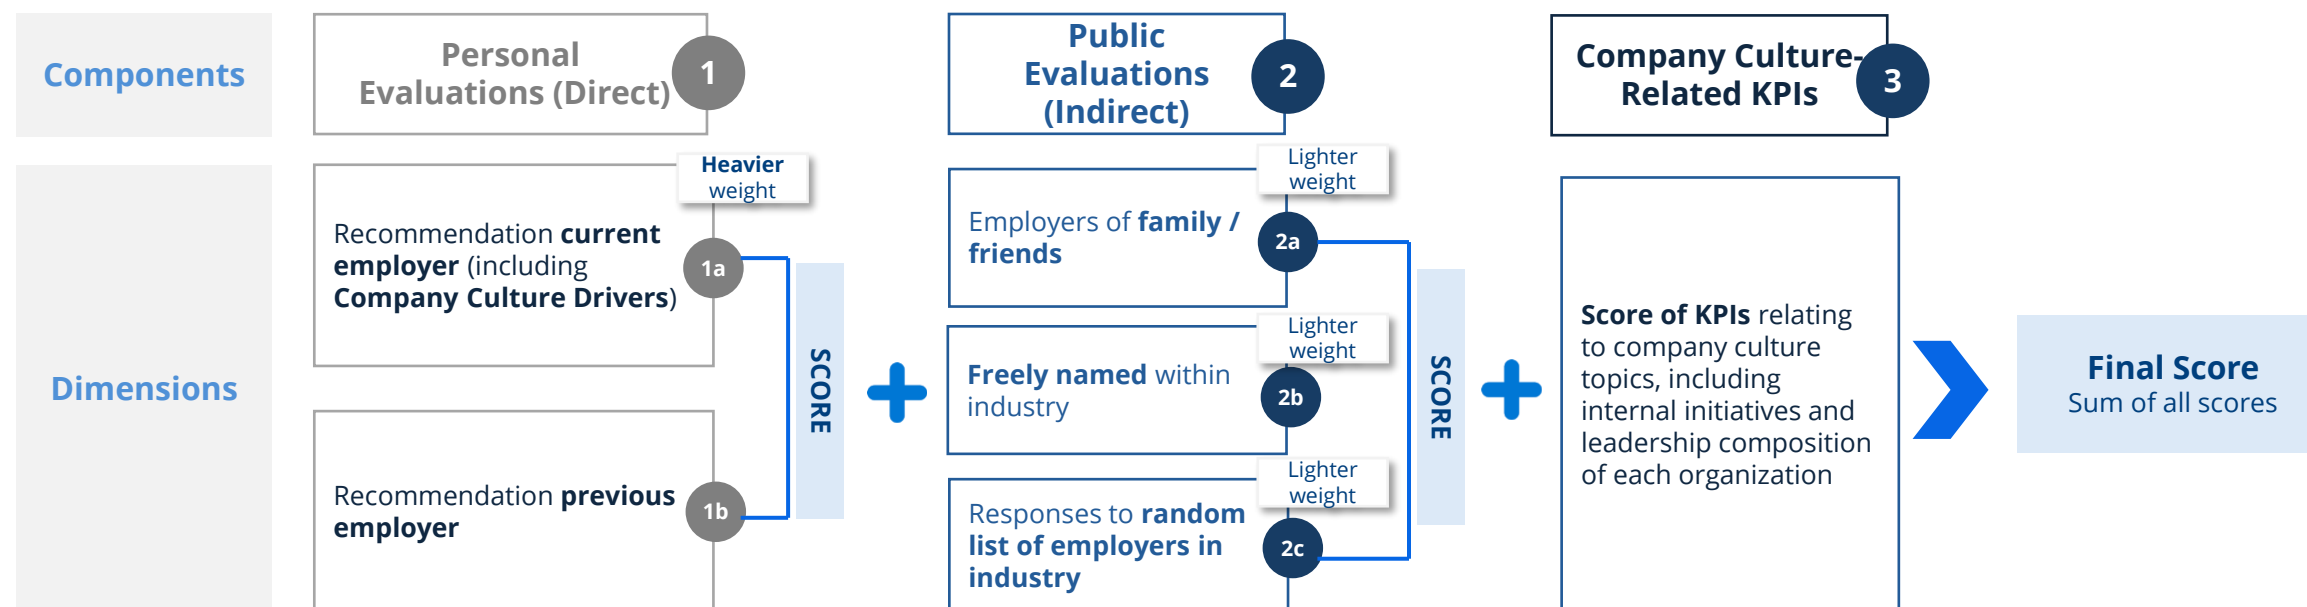 Components
Personal
Evaluations (Direct)
1
Public
Evaluations
(Indirect)
2
Company Culture-
Related KPIs
3
Dimensions
Heavier
weight
Recommendation current
employer (including
Company Culture Drivers)
1a
Recommendation previous
employer
1b
SCORE
Lighter
weight
Employers of family /
friends
2a
Lighter
weight
Freely named within
industry
2b
Lighter
weight
Responses to random
list of employers in
industry
2c
SCORE
Score of KPIs relating
to company culture
topics, including
internal initiatives and
leadership composition
of each organization
Final Score
Sum of all scores